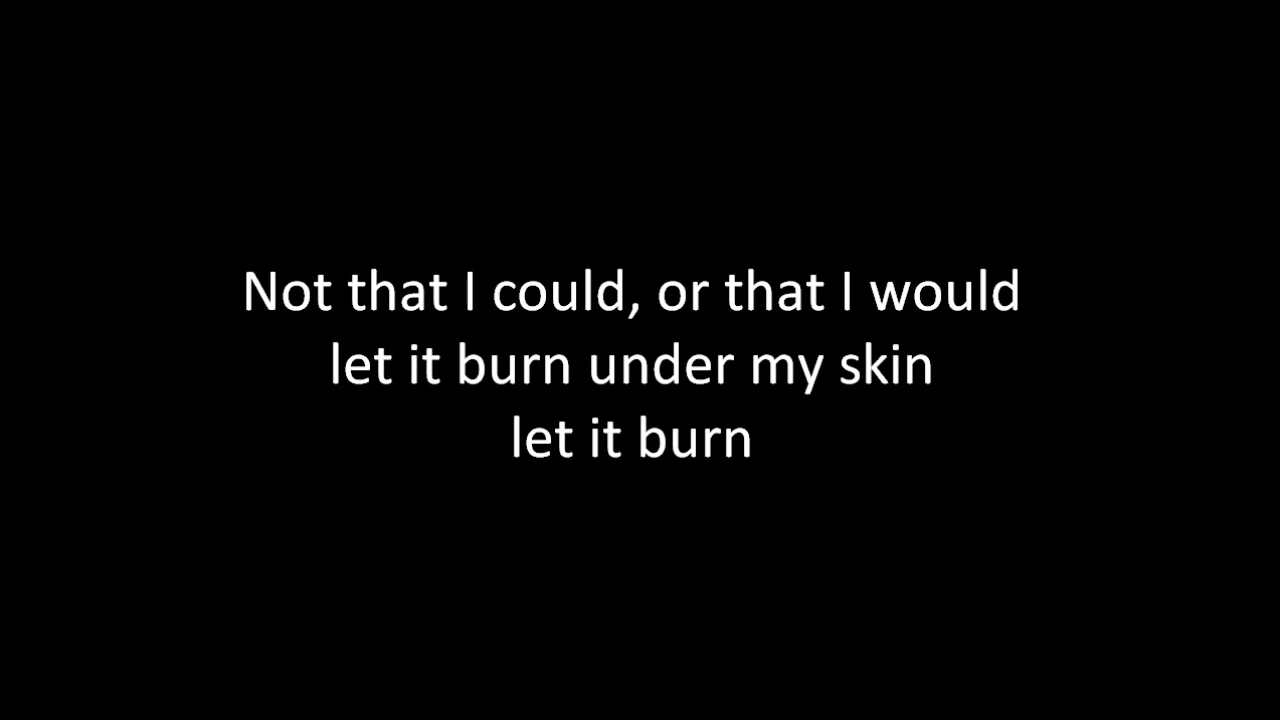 Not that I could, or that I would
let it burn under my skin
let it burn